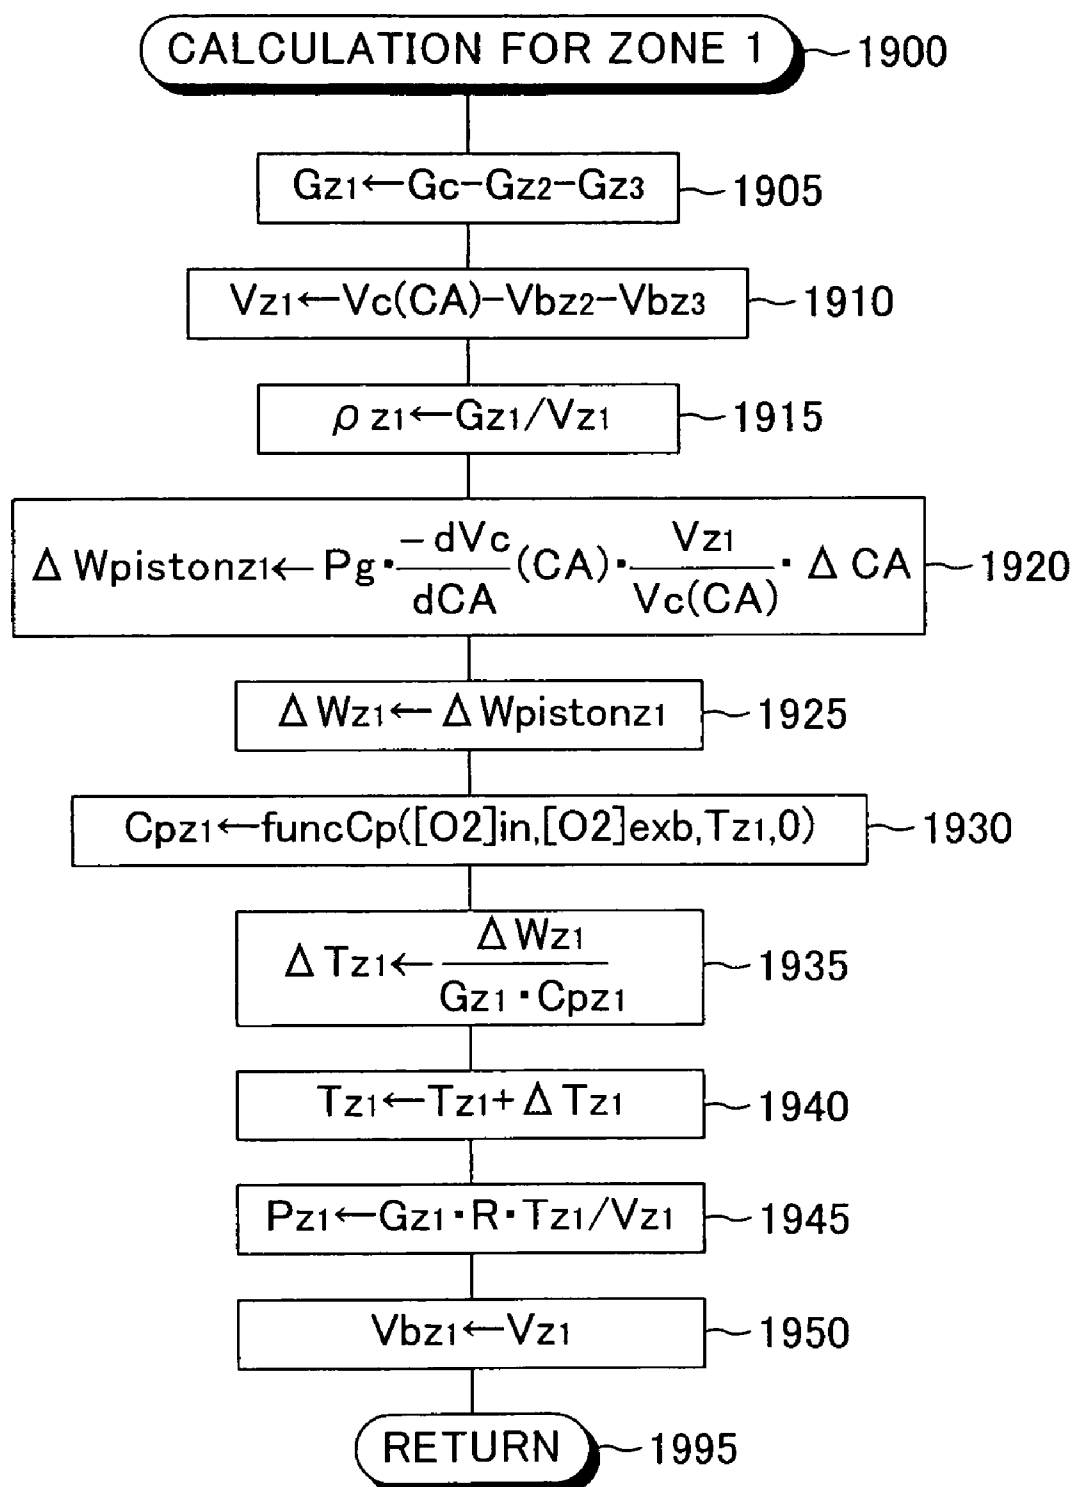 CALCULATION FOR ZONE 1 1900
Gz1←Gc-Gz2-Gz3 1905
Vz1←Vc(CA)-Vbz2-Vbz3 1910
ρz1←Gz1/Vz1 1915
ΔWpistonz1←Pg·-dVc/dCA(CA)·Vz1/Vc(CA)·ΔCA 1920
ΔWz1←ΔWpistonz1 1925
Cpz1←funcCp([O2]in,[O2]exb,Tz1,0) 1930
ΔTz1←ΔWz1/Gz1·Cpz1 1935
Tz1←Tz1+ΔTz1 1940
Pz1←Gz1·R·Tz1/Vz1 1945
Vbz1←Vz1 1950
RETURN 1995